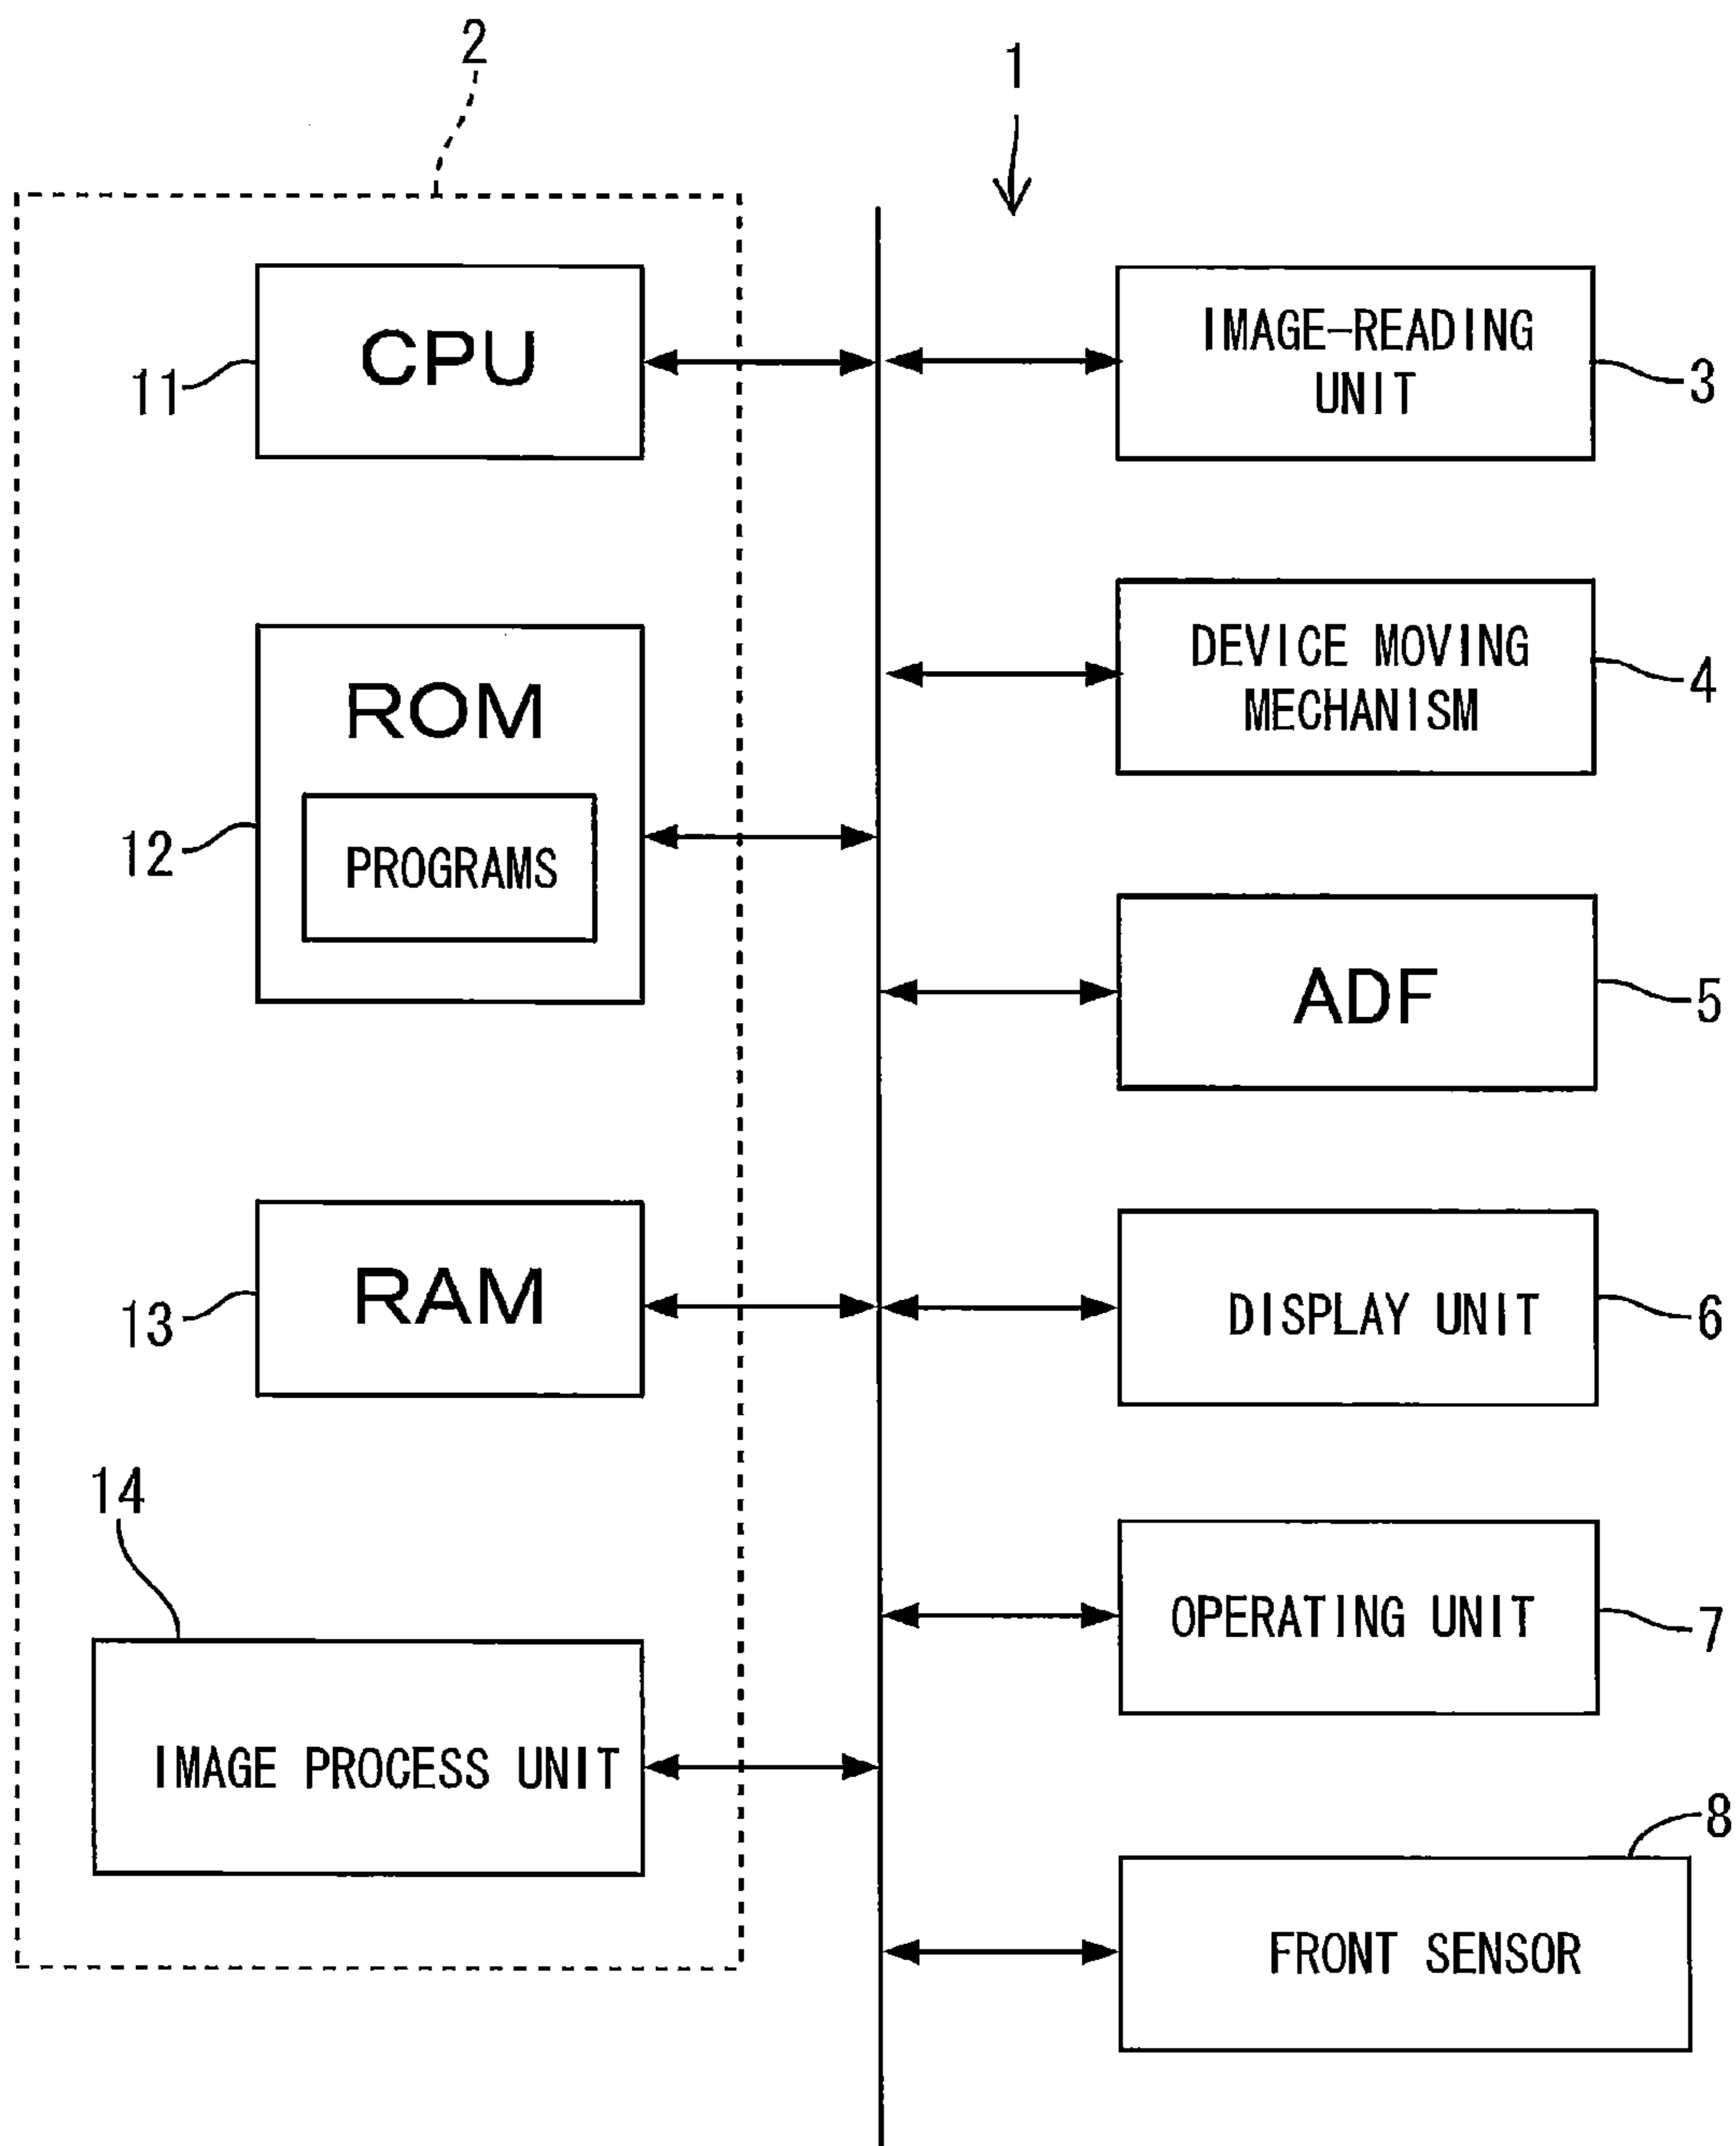 2
1
CPU
11
ROM
PROGRAMS
12
RAM
13
14
IMAGE PROCESS UNIT
IMAGE-READING
UNIT
3
DEVICE MOVING
MECHANISM
4
ADF
5
DISPLAY UNIT
6
OPERATING UNIT
7
8
FRONT SENSOR